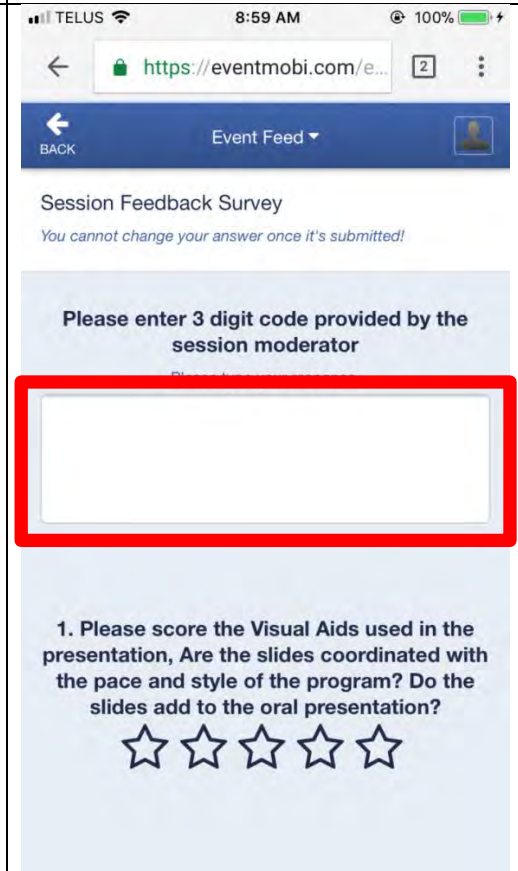 TELUS 8:59 AM 100%
https://eventmobi.com/e... 2
BACK Event Feed
Session Feedback Survey
You cannot change your answer once it's submitted!
Please enter 3 digit code provided by the
session moderator
1. Please score the Visual Aids used in the
presentation, Are the slides coordinated with
the pace and style of the program? Do the
slides add to the oral presentation?